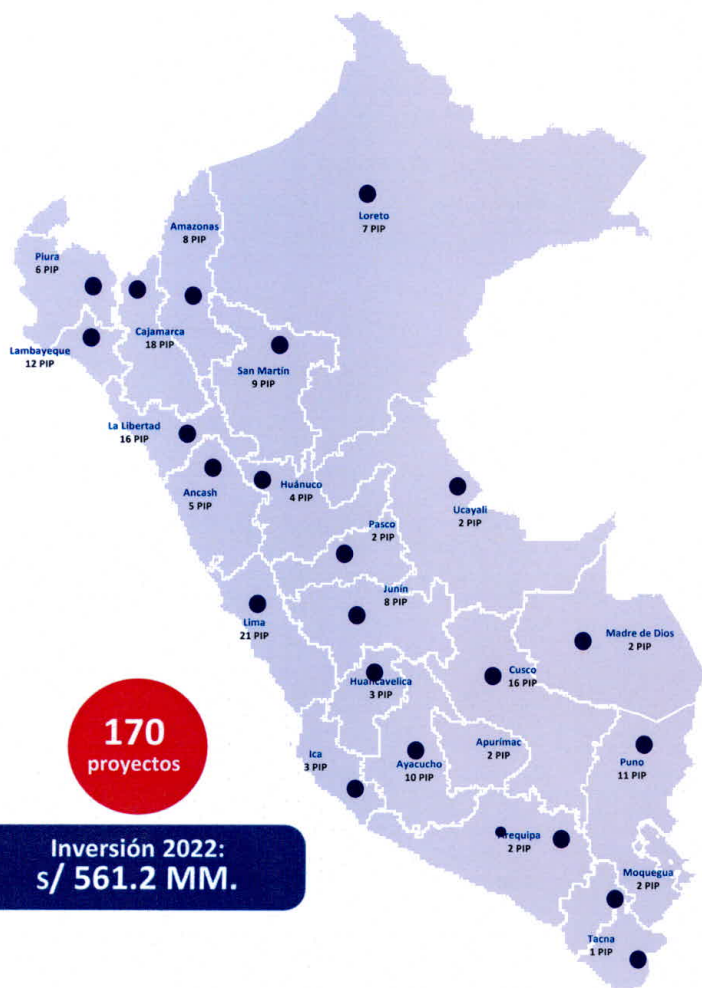 Loreto
7 PIP
Amazonas
8 PIP
Piura
6 PIP
Cajamarca
18 PIP
Lambayeque
12 PIP
San Martín
9 PIP
La Libertad
16 PIP
Ancash
5 PIP
Huánuco
4 PIP
Ucayali
2 PIP
Pasco
2 PIP
Junín
8 PIP
Lima
21 PIP
Madre de Dios
2 PIP
Cusco
16 PIP
Huancavelica
3 PIP
170
proyectos
Ica
3 PIP
Ayacucho
10 PIP
Apurímac
2 PIP
Puno
11 PIP
Arequipa
2 PIP
Inversión 2022:
s/ 561.2 MM.
Moquegua
2 PIP
Tacna
1 PIP